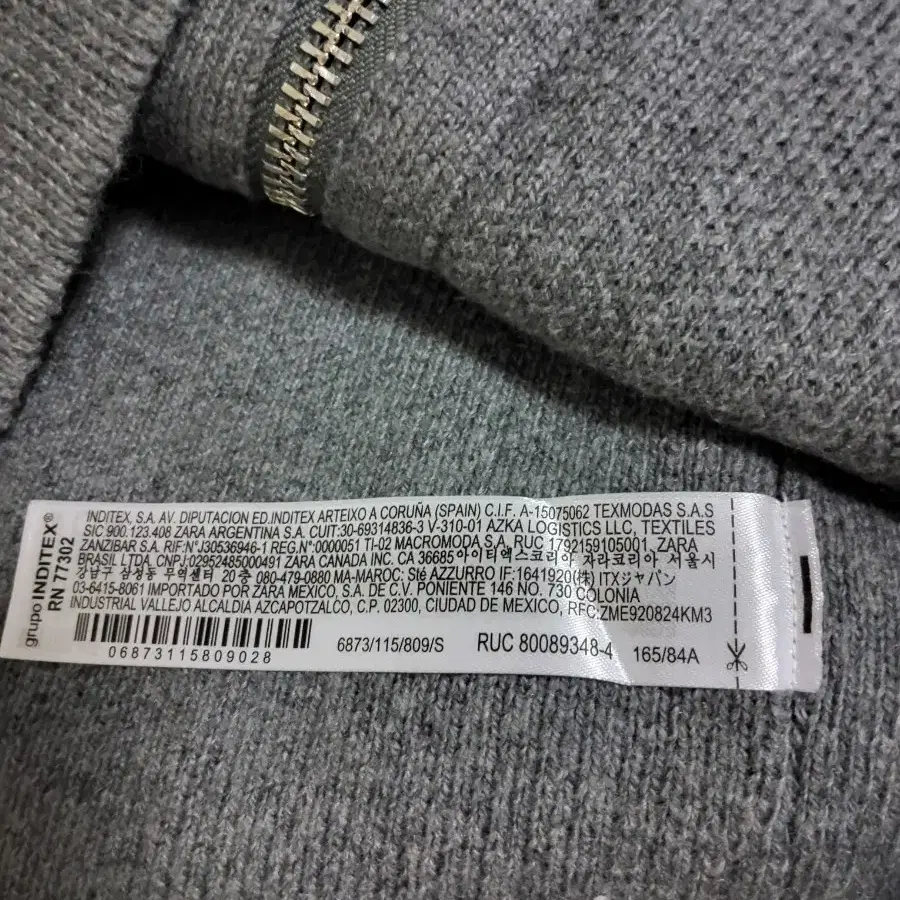 grupo INDITEX®
RN 77302
INDITEX, S.A. AV. DIPUTACION ED.INDITEX ARTEIXO A CORUÑA (SPAIN) C.I.F. A-15075062 TEXMODAS S.A.S
SIC 900.123.408 ZARA ARGENTINA S.A. CUIT:30-69314836-3 V-310-01 AZKA LOGISTICS LLC, TEXTILES
ZANZIBAR S.A. RIF:N°J30536946-1 REG.N°:0000051 TI-02 MACROMODA S.A. RUC 1792159105001, ZARA
BRASIL LTDA. CNPJ:02952485000491 ZARA CANADA INC. CA 36685 아이티엑스코리아 자라코리아 서울시
강남구 삼성동 무역센터 20층 080-479-0880 MA-MAROC: Sté AZZURRO IF:1641920(株) ITXジャパン
03-6415-8061 IMPORTADO POR ZARA MEXICO, S.A. DE C.V. PONIENTE 146 NO. 730 COLONIA
INDUSTRIAL VALLEJO ALCALDIA AZCAPOTZALCO, C.P. 02300, CIUDAD DE MEXICO, RFC:ZME920824KM3
06873115809028
6873/115/809/S RUC 80089348-4 165/84A